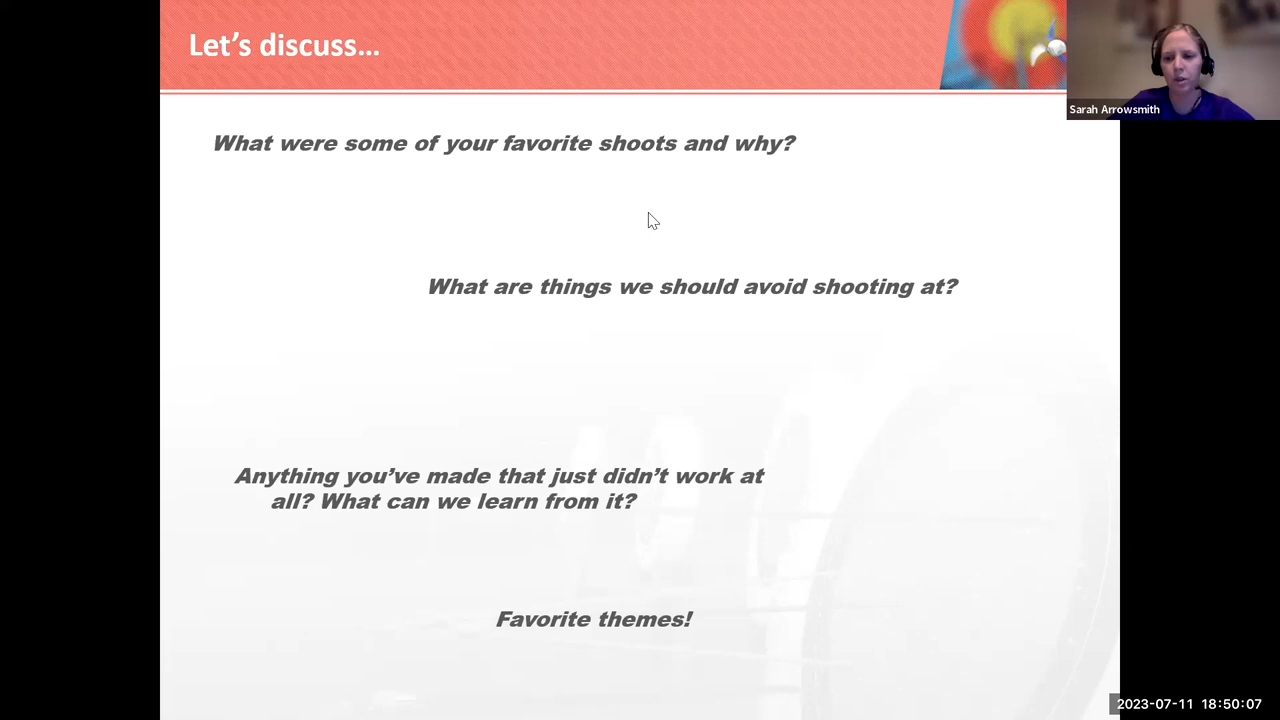 Let’s discuss…
Sarah Arrowsmith
What were some of your favorite shoots and why?
What are things we should avoid shooting at?
Anything you’ve made that just didn’t work at
all? What can we learn from it?
Favorite themes!
2023-07-11 18:50:07